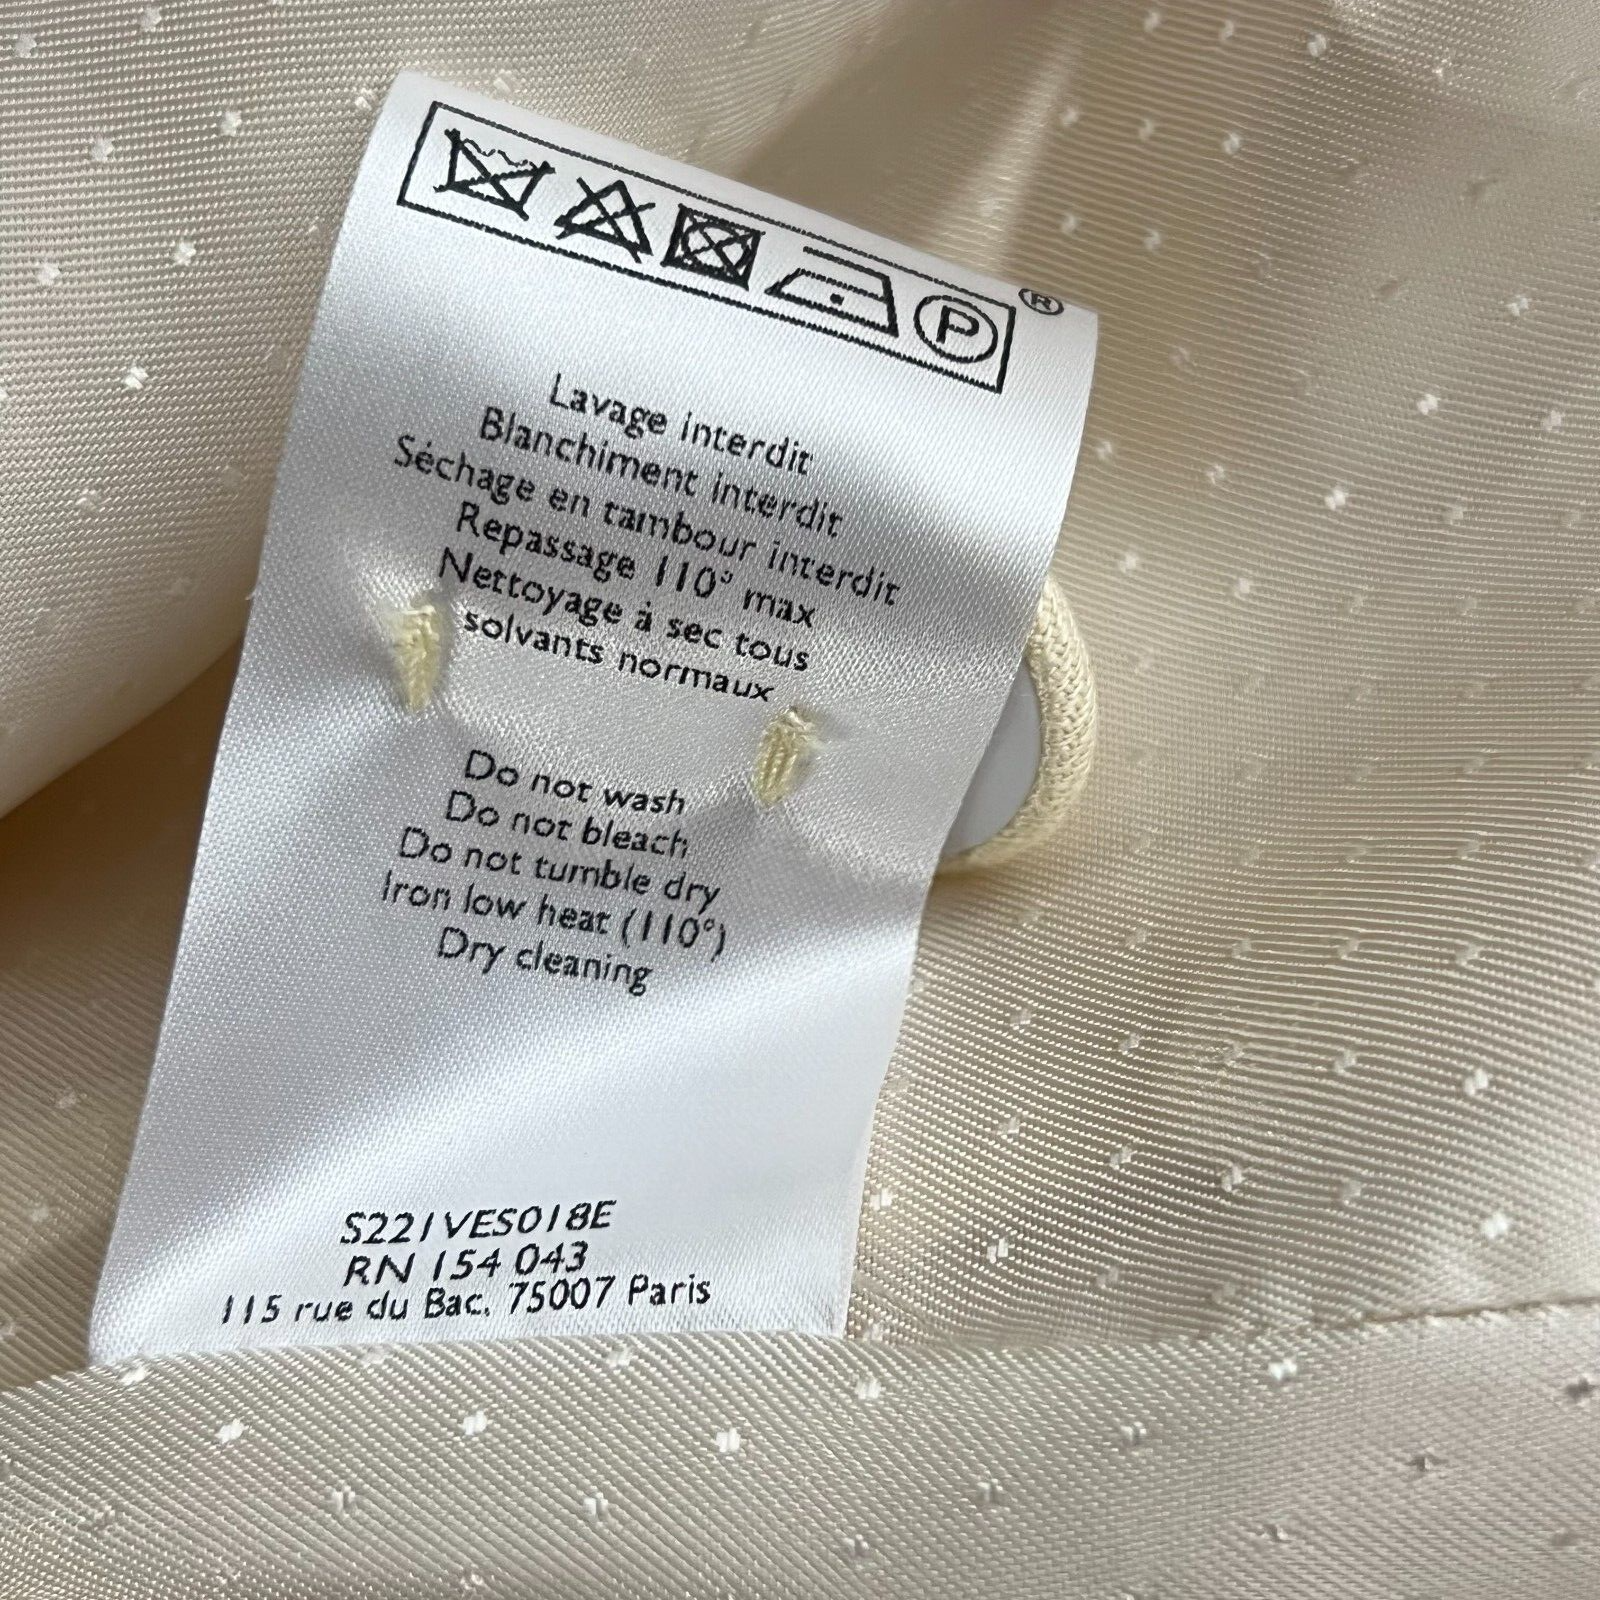 P
®
Lavage interdit
Blanchiment interdit
Séchage en tambour interdit
Repassage 110° max
Nettoyage à sec tous
solvants normaux
Do not wash
Do not bleach
Do not tumble dry
Iron low heat (110°)
Dry cleaning
S221VES018E
RN 154 043
115 rue du Bac, 75007 Paris